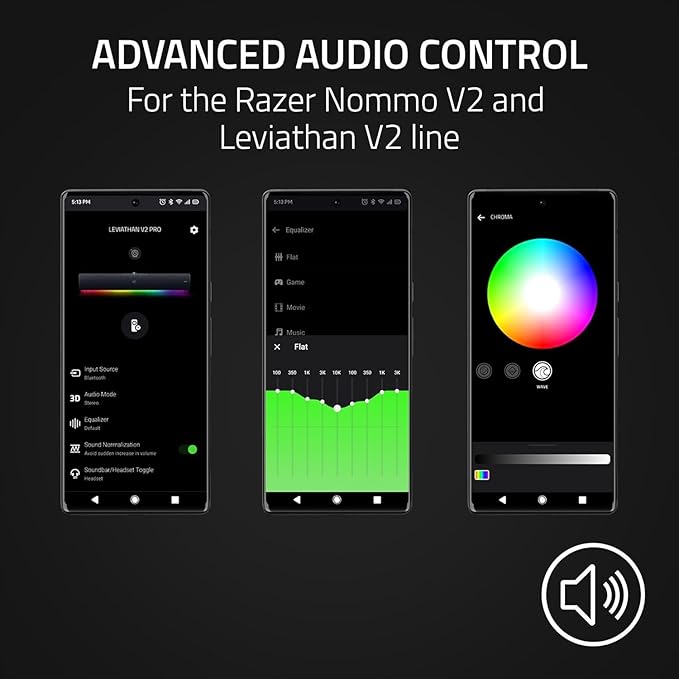 ADVANCED AUDIO CONTROL
For the Razer Nommo V2 and
Leviathan V2 line
5:13 PM
LEVIATHAN V2 PRO
Input Source
Bluetooth
3D
Audio Mode
Stereo
Equalizer
Default
Sound Normalization
Avoid sudden increase in volume
Soundbar/Headset Toggle
Headset
5:13 PM
Equalizer
Flat
Game
Movie
Music
Flat
100 350 1K 3K 10K 100 350 1K 3K
CHROMA
WAVE